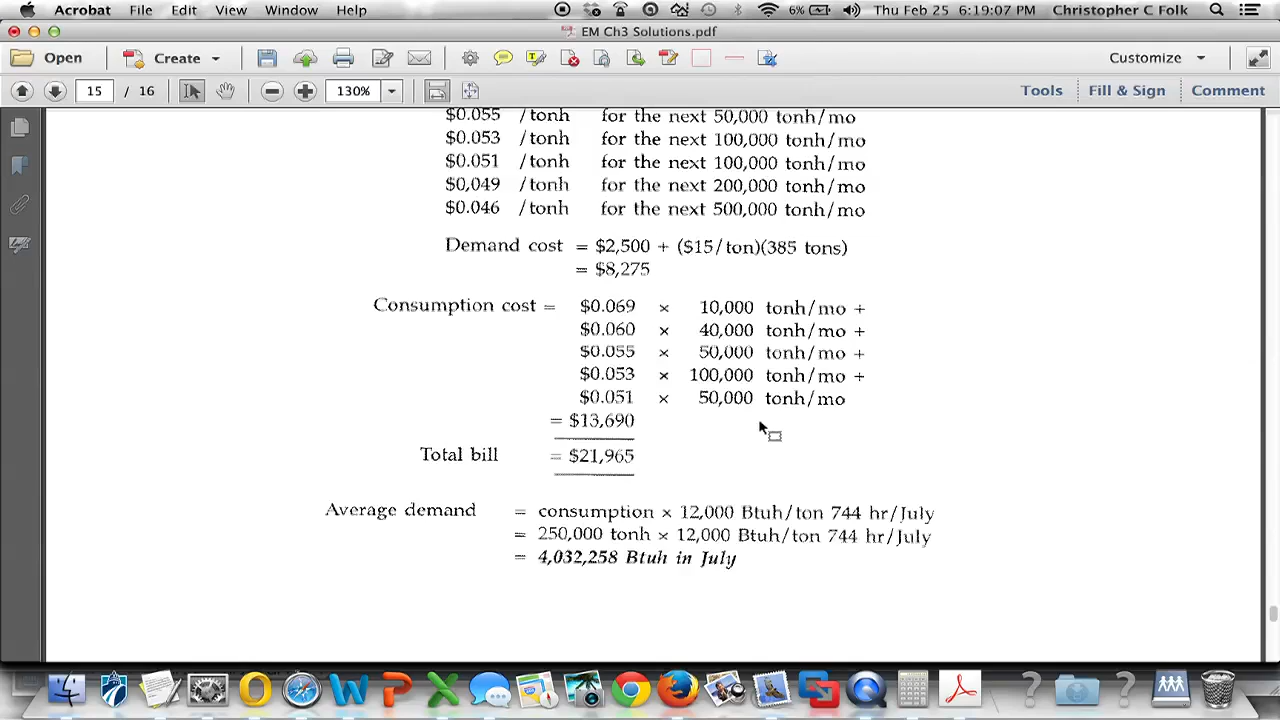 Acrobat File Edit View Window Help 6% Thu Feb 25 6:19:07 PM Christopher C Folk
EM Ch3 Solutions.pdf
Open Create Customize
15 / 16 130% Tools Fill & Sign Comment
$0.055 /tonh for the next 50,000 tonh/mo
$0.053 /tonh for the next 100,000 tonh/mo
$0.051 /tonh for the next 100,000 tonh/mo
$0,049 /tonh for the next 200,000 tonh/mo
$0.046 /tonh for the next 500,000 tonh/mo
Demand cost = $2,500 + ($15/ton)(385 tons)
= $8,275
Consumption cost = $0.069 × 10,000 tonh/mo +
$0.060 × 40,000 tonh/mo +
$0.055 × 50,000 tonh/mo +
$0.053 × 100,000 tonh/mo +
$0.051 × 50,000 tonh/mo
= $13,690
Total bill = $21,965
Average demand = consumption × 12,000 Btuh/ton 744 hr/July
= 250,000 tonh × 12,000 Btuh/ton 744 hr/July
= 4,032,258 Btuh in July